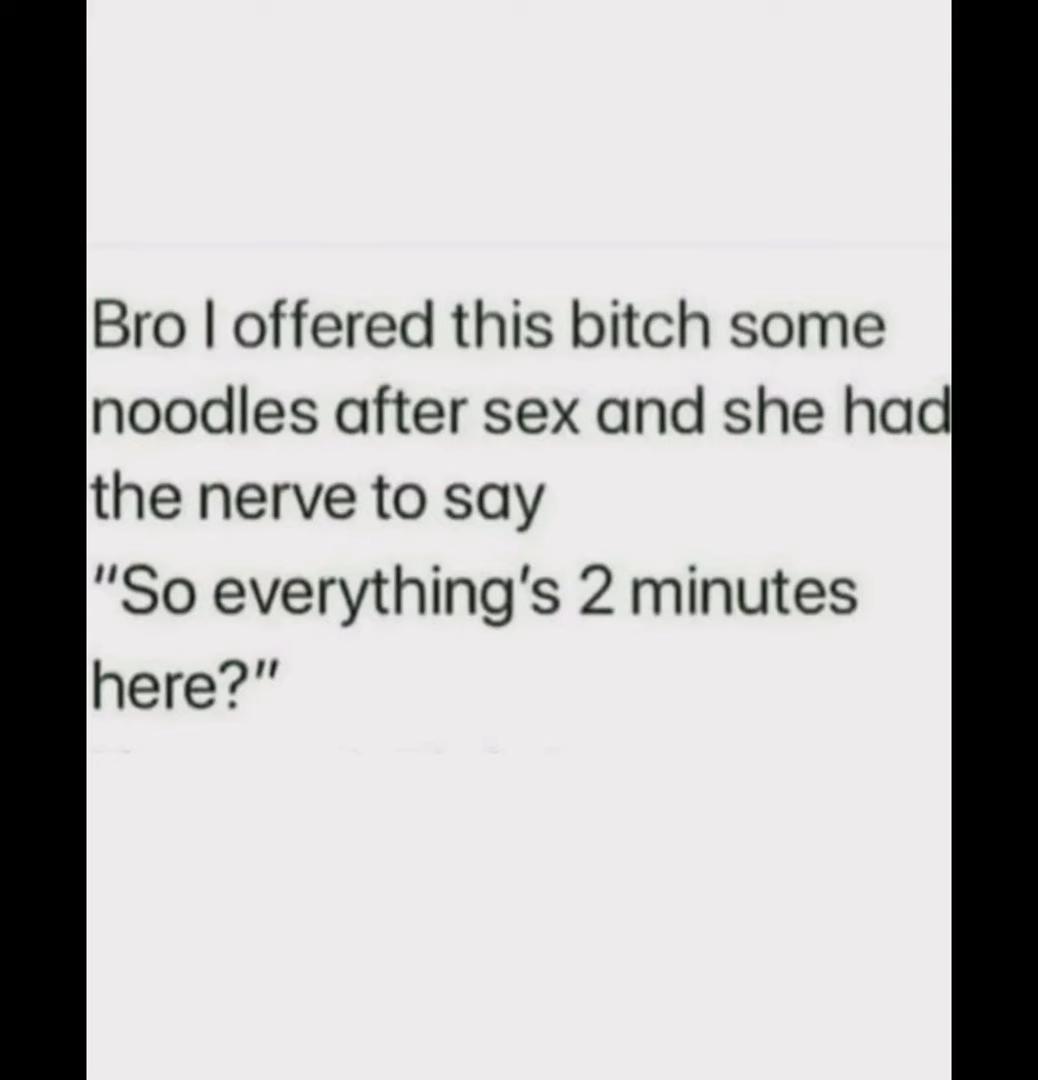 Bro I offered this bitch some
noodles after sex and she had
the nerve to say
"So everything's 2 minutes
here?"